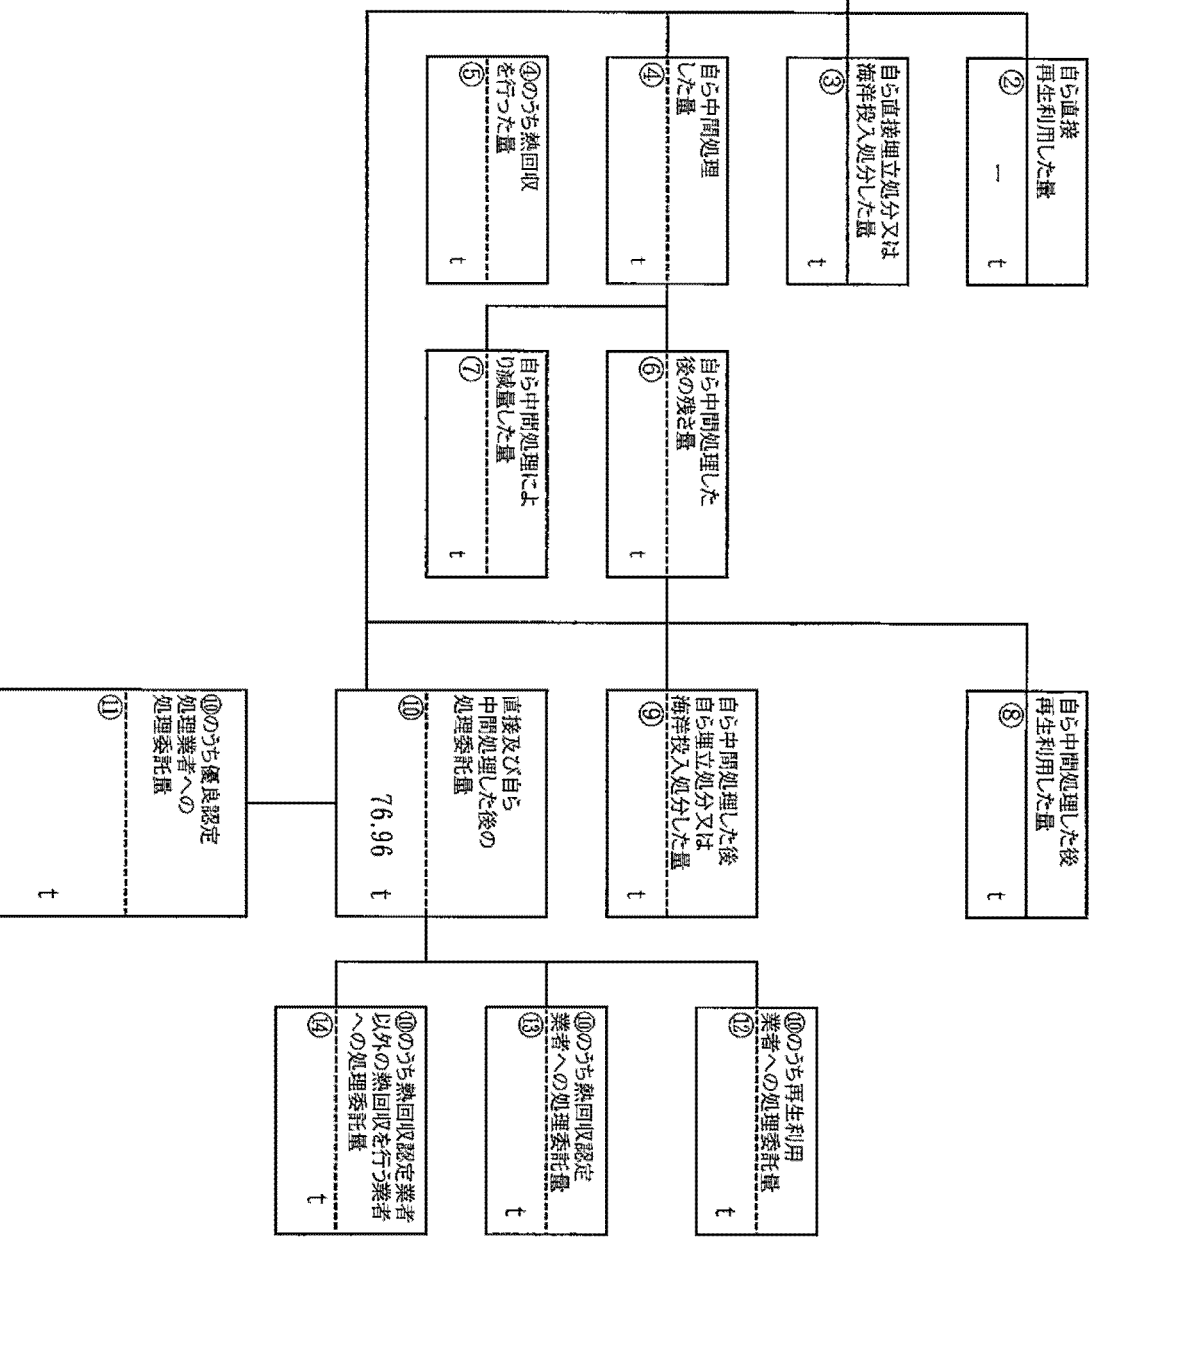 自ら直接
再生利用した量
② ー t
自ら直接埋立処分又は
海洋投入処分した量
③ t
自ら中間処理
した量
④ t
④のうち熱回収
を行った量
⑤ t
自ら中間処理した
後の残さ量
⑥ t
自ら中間処理によ
り減量した量
⑦ t
自ら中間処理した後
再生利用した量
⑧ t
自ら中間処理した後
自ら埋立処分又は
海洋投入処分した量
⑨ t
直接及び自ら
中間処理した後の
処理委託量
⑩ 76.96 t
⑩のうち優良認定
処理業者への
処理委託量
⑪ t
⑩のうち再生利用
業者への処理委託量
⑫ t
⑩のうち熱回収認定
業者への処理委託量
⑬ t
⑩のうち熱回収認定業者
以外の熱回収を行う業者
への処理委託量
⑭ t